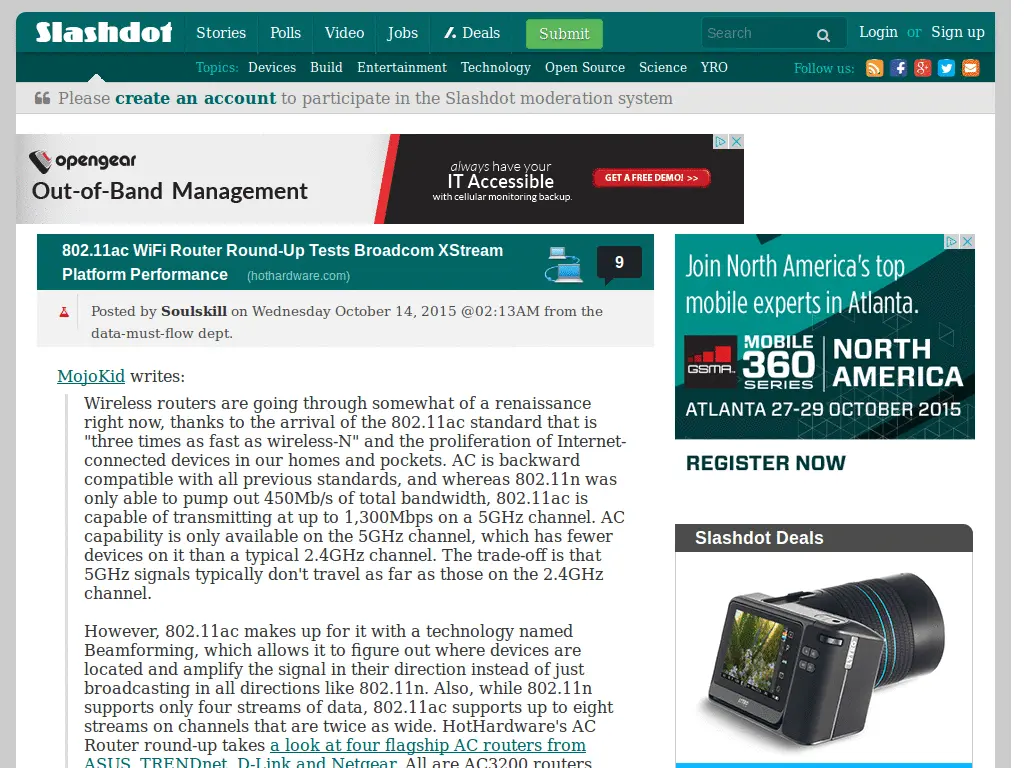 Slashdot
Stories Polls Video Jobs Deals Submit Search Login or Sign up
Topics: Devices Build Entertainment Technology Open Source Science YRO Follow us:
Please create an account to participate in the Slashdot moderation system
opengear
Out-of-Band Management
always have your
IT Accessible
with cellular monitoring backup.
GET A FREE DEMO! >>
802.11ac WiFi Router Round-Up Tests Broadcom XStream
Platform Performance (hothardware.com)
9
Posted by Soulskill on Wednesday October 14, 2015 @02:13AM from the
data-must-flow dept.
MojoKid writes:
Wireless routers are going through somewhat of a renaissance
right now, thanks to the arrival of the 802.11ac standard that is
"three times as fast as wireless-N" and the proliferation of Internet-
connected devices in our homes and pockets. AC is backward
compatible with all previous standards, and whereas 802.11n was
only able to pump out 450Mb/s of total bandwidth, 802.11ac is
capable of transmitting at up to 1,300Mbps on a 5GHz channel. AC
capability is only available on the 5GHz channel, which has fewer
devices on it than a typical 2.4GHz channel. The trade-off is that
5GHz signals typically don't travel as far as those on the 2.4GHz
channel.
However, 802.11ac makes up for it with a technology named
Beamforming, which allows it to figure out where devices are
located and amplify the signal in their direction instead of just
broadcasting in all directions like 802.11n. Also, while 802.11n
supports only four streams of data, 802.11ac supports up to eight
streams on channels that are twice as wide. HotHardware's AC
Router round-up takes a look at four flagship AC routers from
ASUS, TRENDnet, D-Link and Netgear. All are AC3200 routers
Join North America's top
mobile experts in Atlanta.
GSMA. MOBILE 360 SERIES NORTH AMERICA
ATLANTA 27-29 OCTOBER 2015
REGISTER NOW
Slashdot Deals